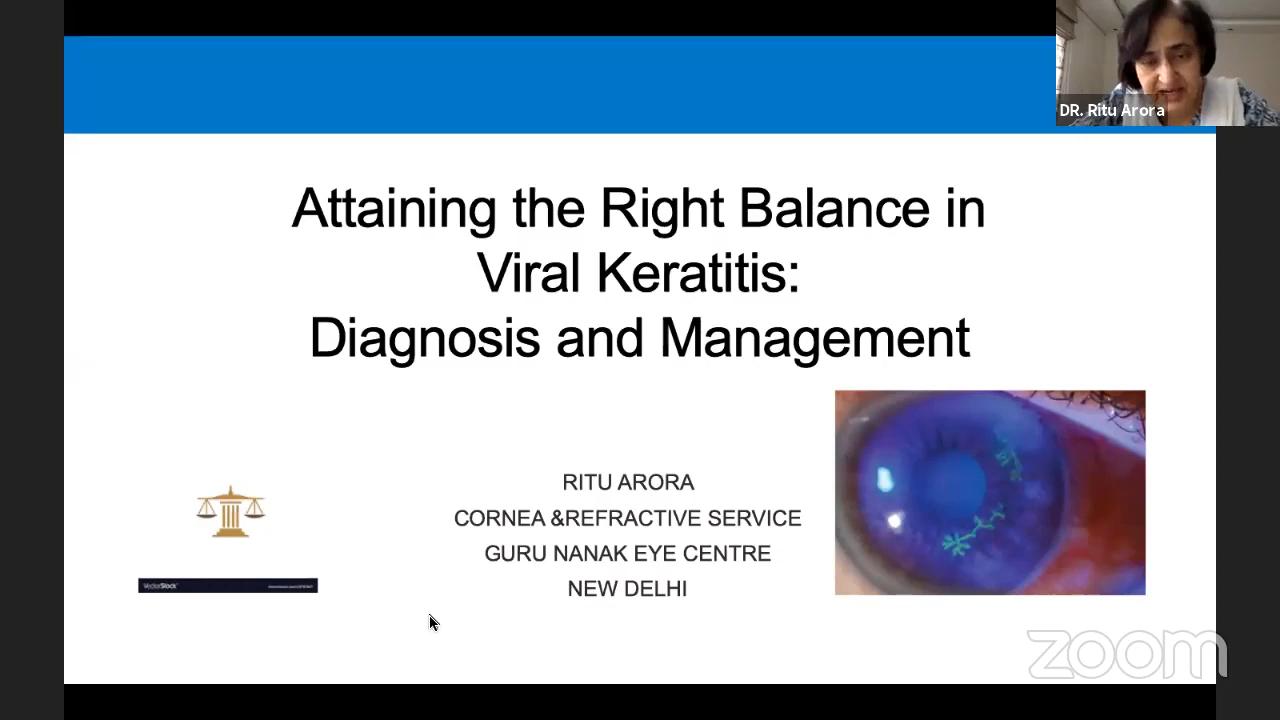 DR. Ritu Arora
Attaining the Right Balance in
Viral Keratitis:
Diagnosis and Management
RITU ARORA
CORNEA &REFRACTIVE SERVICE
GURU NANAK EYE CENTRE
NEW DELHI
VectorStock
zoom